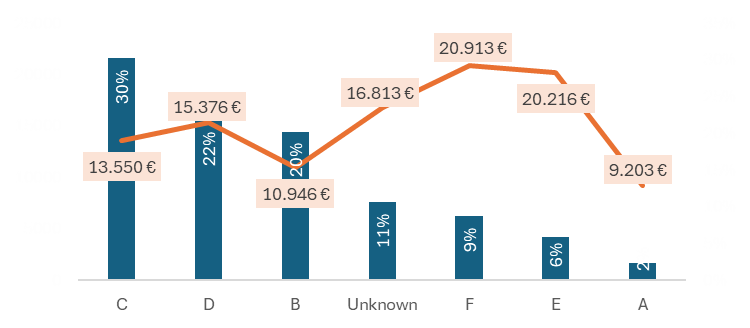 20.913 €
30%
16.813 €
15.376 €
20.216 €
22%
20%
13.550 €
9.203 €
10.946 €
11%
9%
6%
2
C
D
B
Unknown
F
E
A